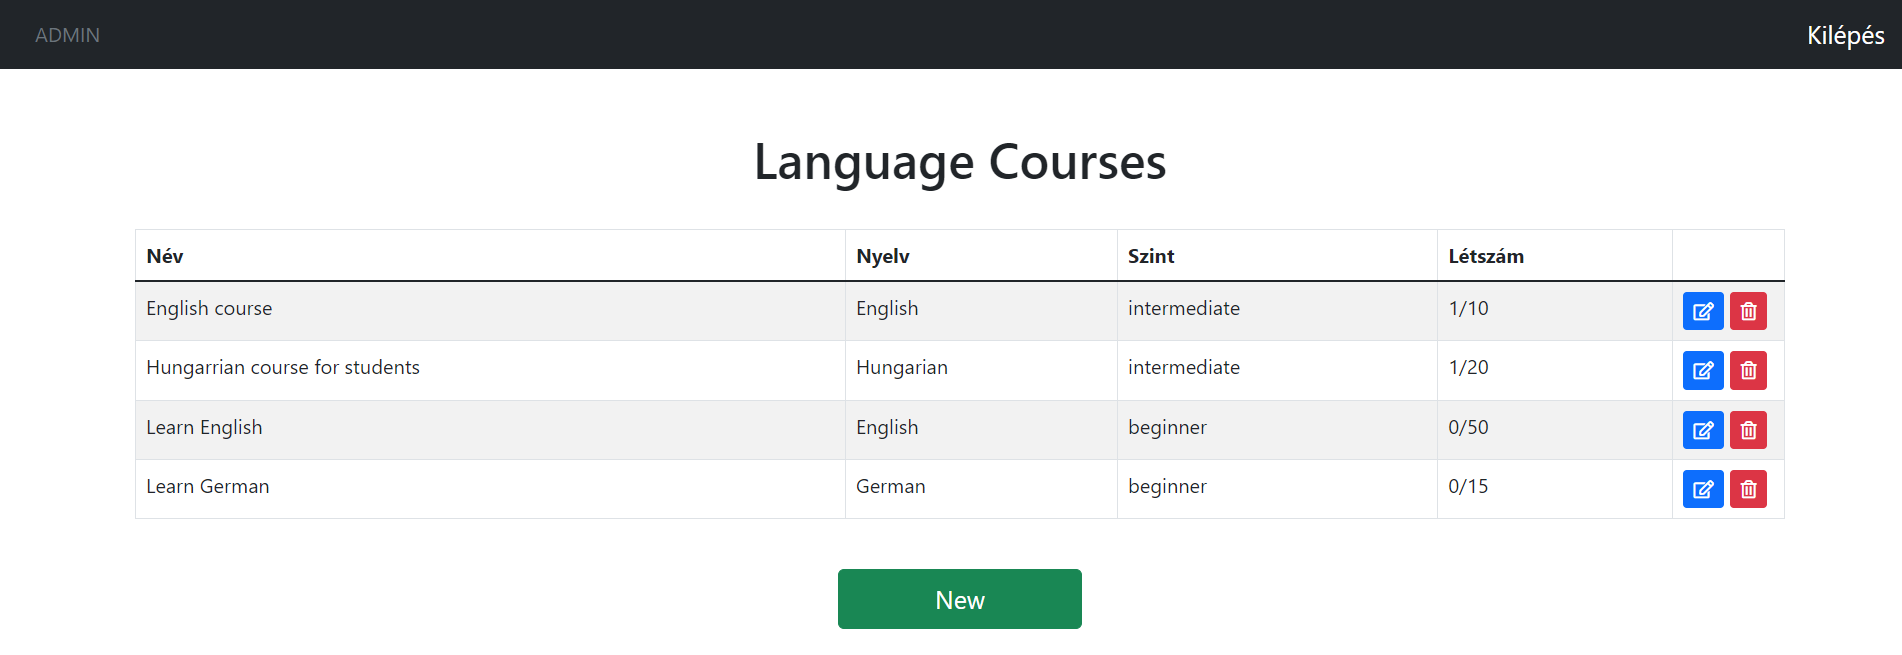 ADMIN Kilépés
Language Courses
Név Nyelv Szint Létszám
English course English intermediate 1/10
Hungarrian course for students Hungarian intermediate 1/20
Learn English English beginner 0/50
Learn German German beginner 0/15
New